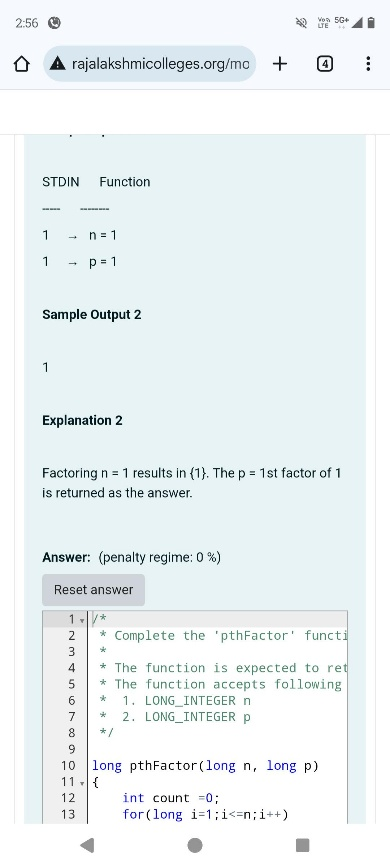 2:56
Vo)) LTE 5G+
rajalakshmicolleges.org/mo
4
STDIN Function
----- --------
1 → n = 1
1 → p = 1
Sample Output 2
1
Explanation 2
Factoring n = 1 results in {1}. The p = 1st factor of 1
is returned as the answer.
Answer: (penalty regime: 0 %)
Reset answer
1 /*
2 * Complete the 'pthFactor' functi
3 *
4 * The function is expected to ret
5 * The function accepts following
6 * 1. LONG_INTEGER n
7 * 2. LONG_INTEGER p
8 */
9
10 long pthFactor(long n, long p)
11 {
12 int count =0;
13 for(long i=1;i<=n;i++)